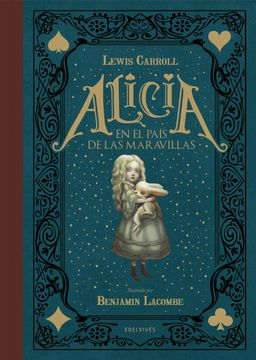 Lewis Carroll
Alicia
EN EL PAÍS
DE LAS MARAVILLAS
Ilustrado por
Benjamin Lacombe
EDELVIVES